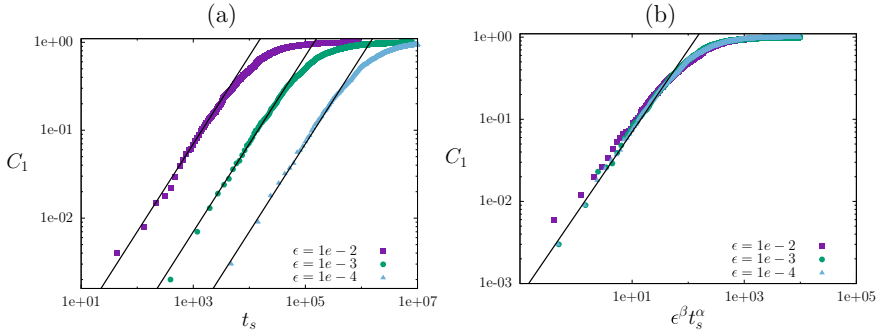 (a)
1e+00
1e-01
1e-02
C₁
1e+01
1e+03
1e+05
1e-07
tₛ
ϵ = 1e − 2
ϵ = 1e − 3
ϵ = 1e − 4
(b)
1e+00
1e-01
1e-02
1e-03
C₁
1e+01
1e+03
1e+05
ϵ^β tₛ^α
ϵ = 1e − 2
ϵ = 1e − 3
ϵ = 1e − 4